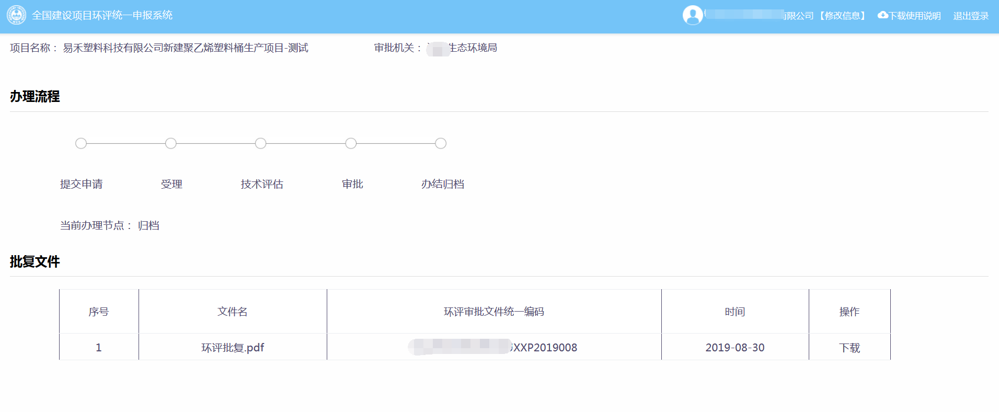 全国建设项目环评统一申报系统
有限公司【修改信息】 下载使用说明 退出登录
项目名称： 易禾塑料科技有限公司新建聚乙烯塑料桶生产项目-测试 审批机关： 生态环境局
办理流程
提交申请 受理 技术评估 审批 办结归档
当前办理节点： 归档
批复文件
序号 文件名 环评审批文件统一编码 时间 操作
1 环评批复.pdf XXP2019008 2019-08-30 下载